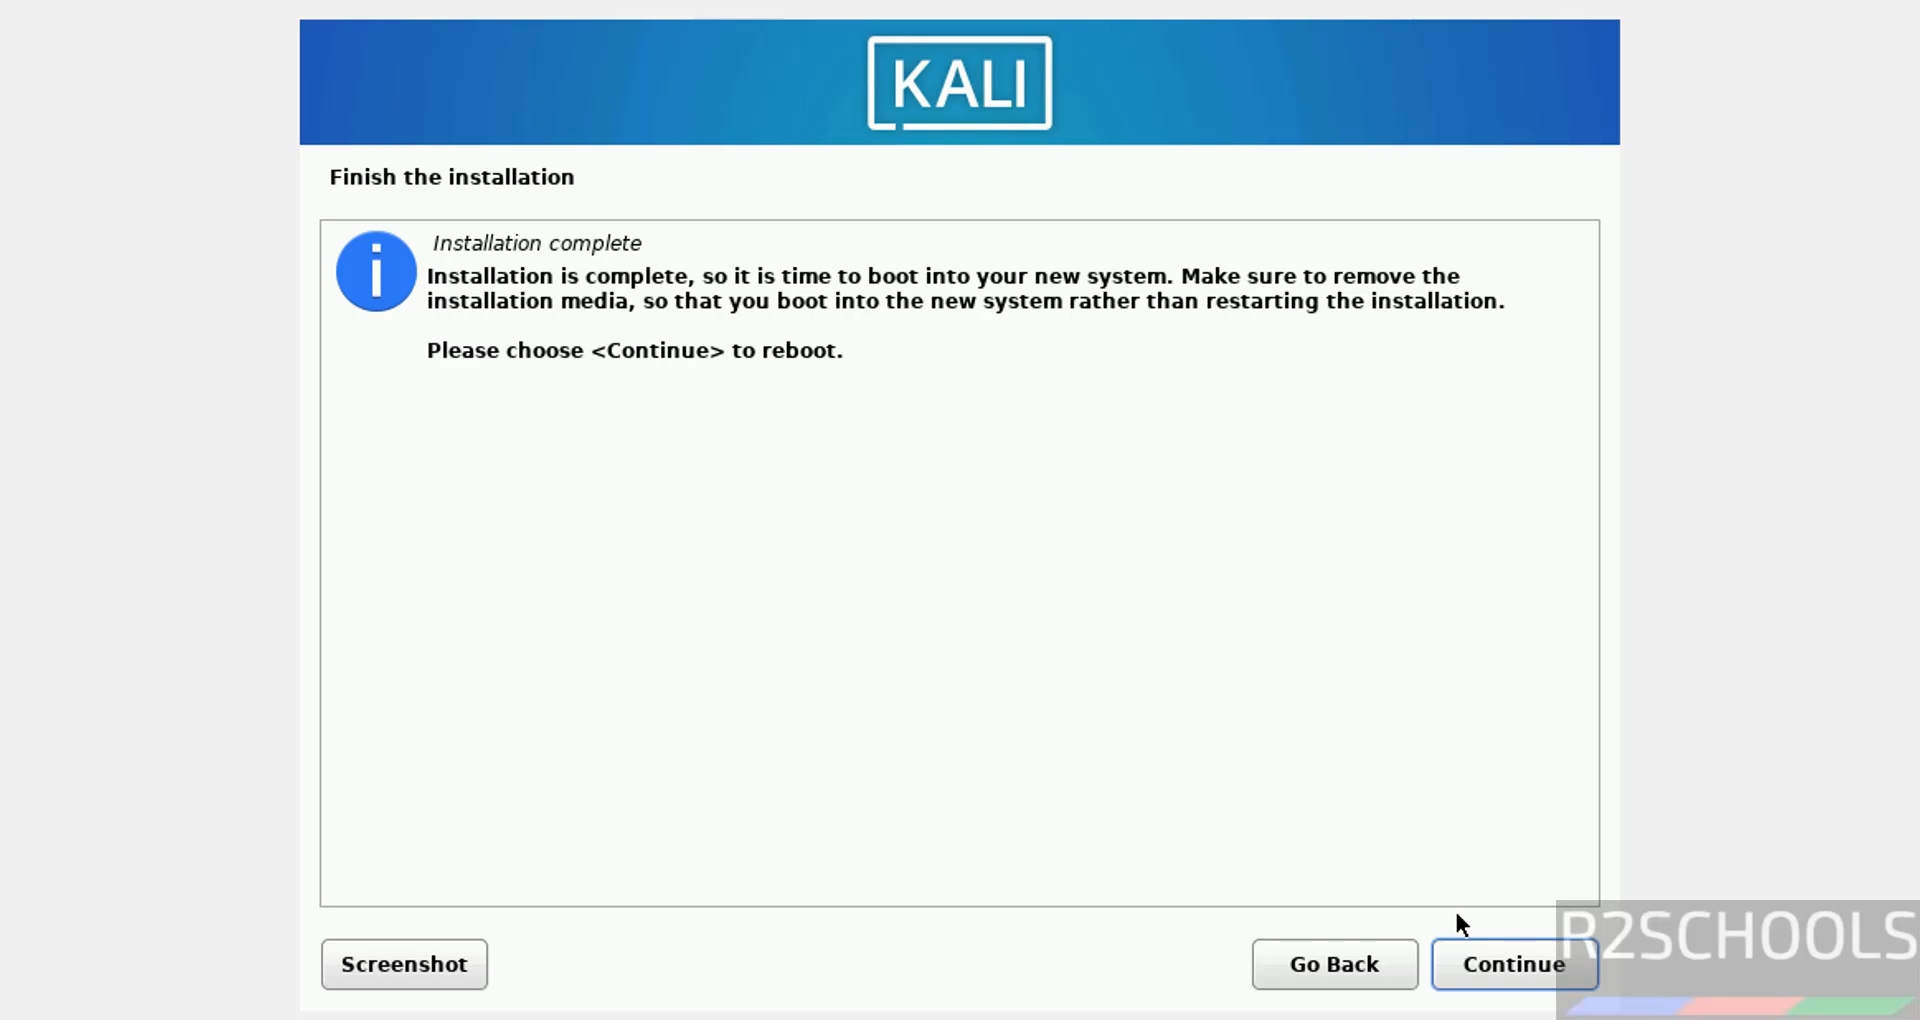 KALI
Finish the installation
Installation complete
Installation is complete, so it is time to boot into your new system. Make sure to remove the
installation media, so that you boot into the new system rather than restarting the installation.
Please choose <Continue> to reboot.
Screenshot
Go Back
Continue
R2SCHOOLS